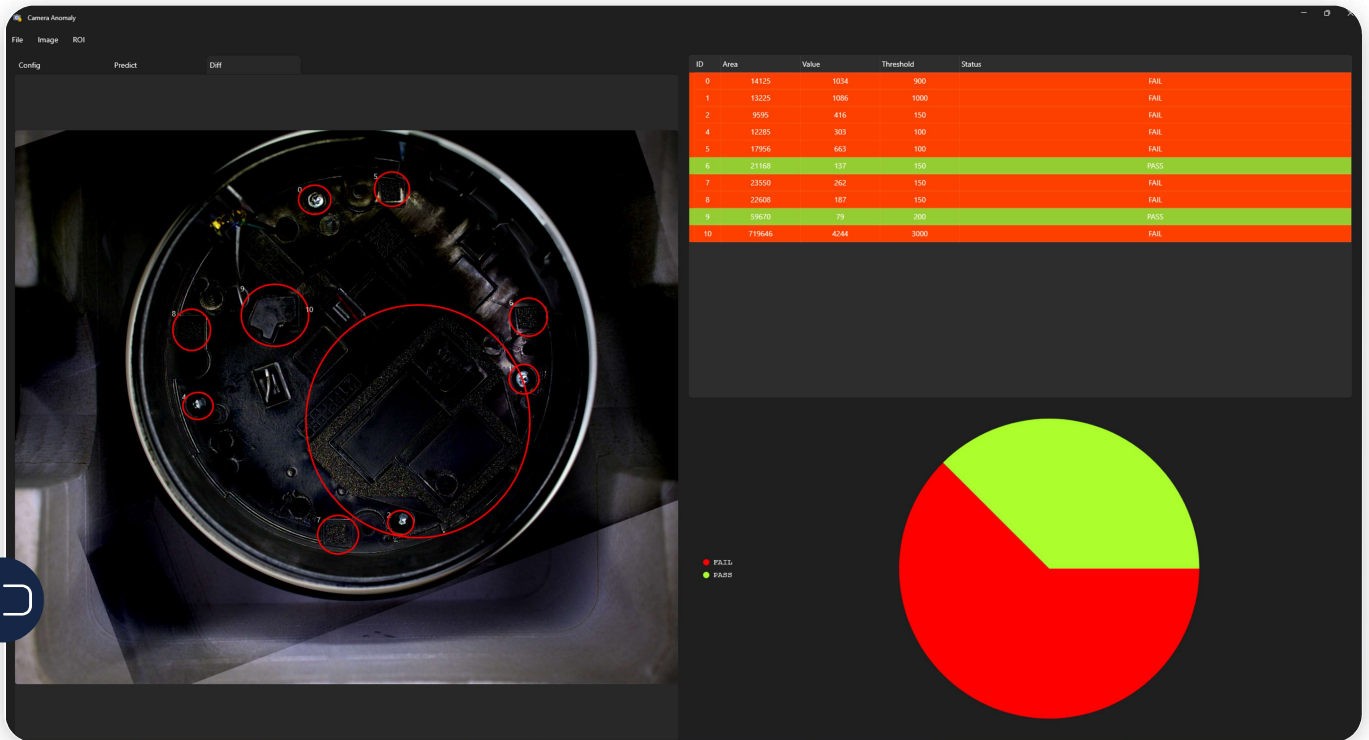 Camera Anomaly
File Image ROI
Config Predict Diff
ID Area Value Threshold Status
0 14125 1034 900 FAIL
1 13225 1086 1000 FAIL
2 9595 416 150 FAIL
4 12285 303 100 FAIL
5 17956 663 100 FAIL
6 21168 137 150 PASS
7 23550 262 150 FAIL
8 22608 187 150 FAIL
9 59670 79 200 PASS
10 719646 4244 3000 FAIL
5
0
9
6
10
8
1
4
2
7
FAIL
PASS